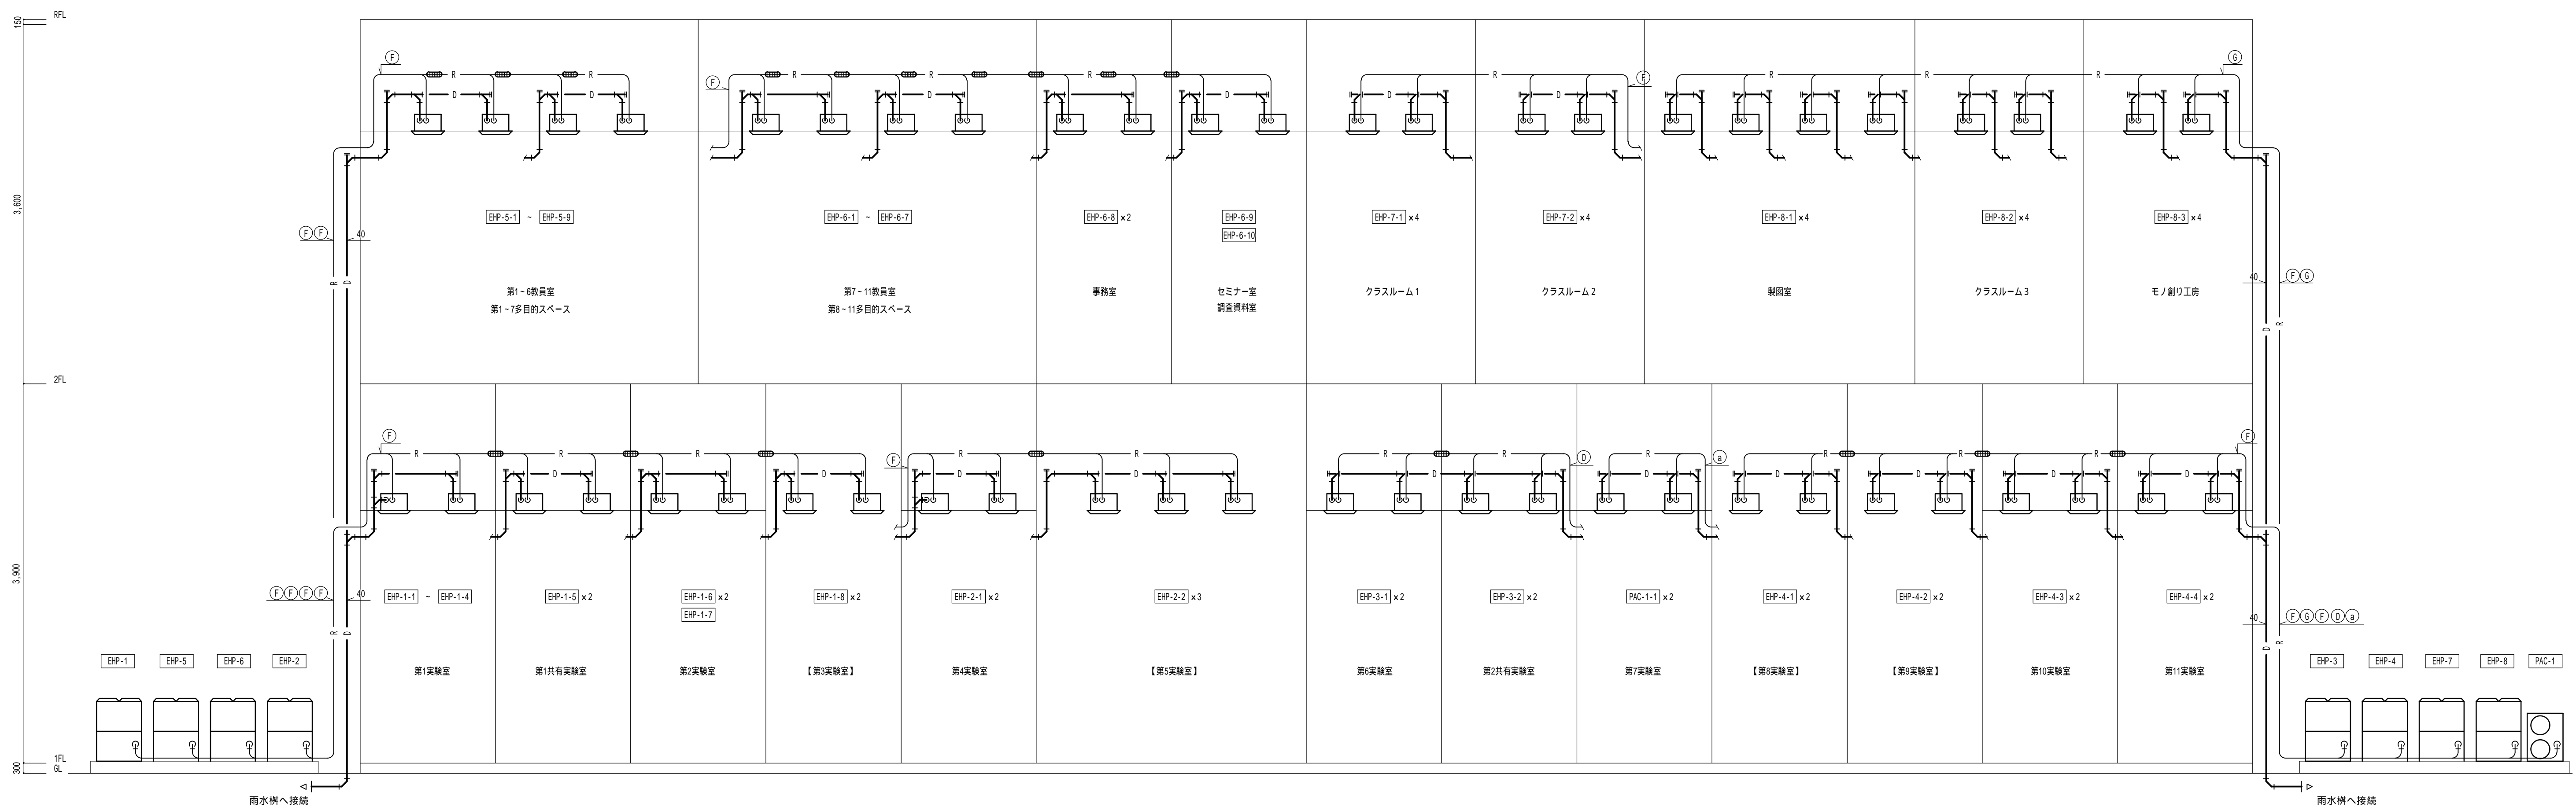 RFL
150
3,600
2FL
3,900
1FL
300
GL
F
R
R
F
R
R
R
R
F
R
R
R
G
D
D
D
D
D
D
D
EHP-5-1 ~ EHP-5-9
EHP-6-1 ~ EHP-6-7
EHP-6-8 ×2
EHP-6-9
EHP-6-10
EHP-7-1 ×4
EHP-7-2 ×4
EHP-8-1 ×4
EHP-8-2 ×4
EHP-8-3 ×4
F F
40
R
D
40
F G
D
R
第1~6教員室
第1~7多目的スペース
第7~11教員室
第8~11多目的スペース
事務室
セミナー室
調査資料室
クラスルーム1
クラスルーム2
製図室
クラスルーム3
モノ創り工房
F
R
R
R
R
F
R
R
R
R
D
R
a
R
R
R
R
F
D
D
D
D
D
D
D
D
D
D
D
D
D
EHP-1-1 ~ EHP-1-4
EHP-1-5 ×2
EHP-1-6 ×2
EHP-1-7
EHP-1-8 ×2
EHP-2-1 ×2
EHP-2-2 ×3
EHP-3-1 ×2
EHP-3-2 ×2
PAC-1-1 ×2
EHP-4-1 ×2
EHP-4-2 ×2
EHP-4-3 ×2
EHP-4-4 ×2
F F F F
40
R
D
40
F G F D a
D
R
第1実験室
第1共有実験室
第2実験室
【第3実験室】
第4実験室
【第5実験室】
第6実験室
第2共有実験室
第7実験室
【第8実験室】
【第9実験室】
第10実験室
第11実験室
EHP-1
EHP-5
EHP-6
EHP-2
EHP-3
EHP-4
EHP-7
EHP-8
PAC-1
雨水桝へ接続
雨水桝へ接続